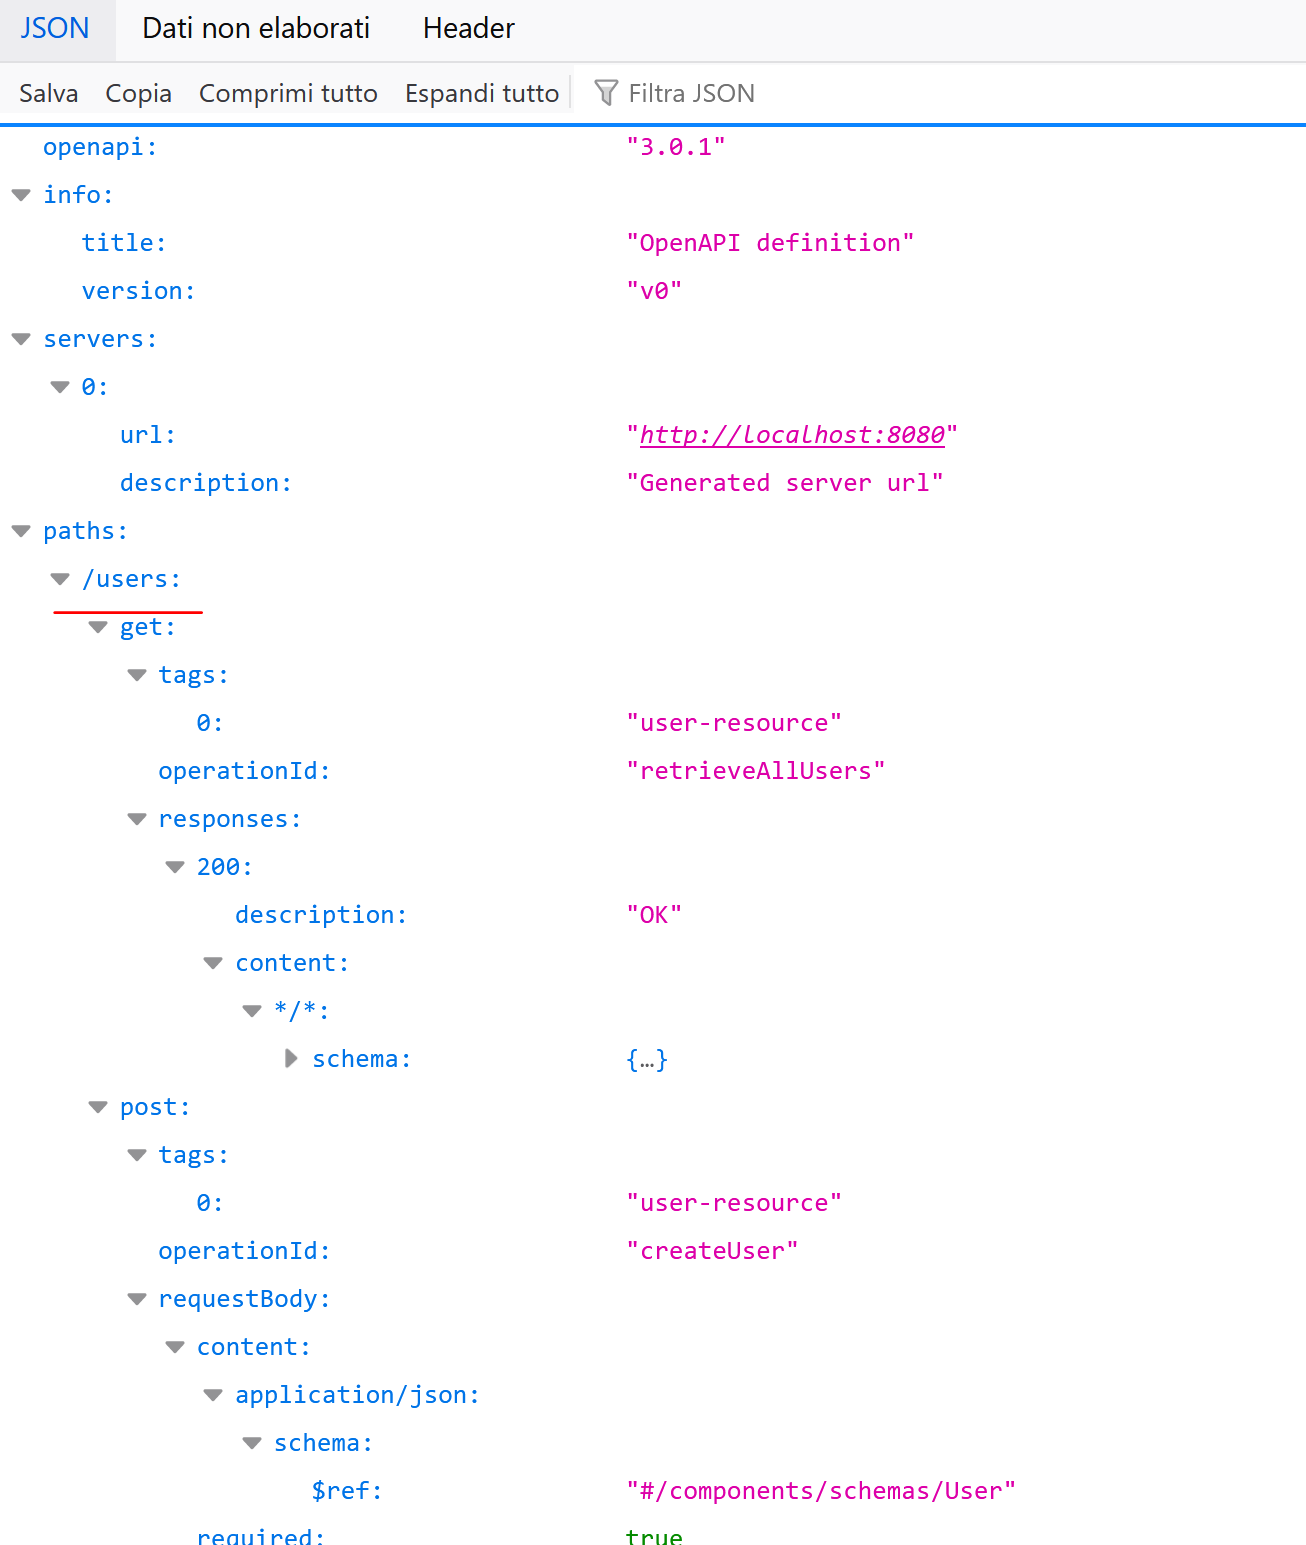 JSON Dati non elaborati Header
Salva Copia Comprimi tutto Espandi tutto Filtra JSON
openapi: "3.0.1"
info:
title: "OpenAPI definition"
version: "v0"
servers:
0:
url: "http://localhost:8080"
description: "Generated server url"
paths:
/users:
get:
tags:
0: "user-resource"
operationId: "retrieveAllUsers"
responses:
200:
description: "OK"
content:
*/*:
schema: {…}
post:
tags:
0: "user-resource"
operationId: "createUser"
requestBody:
content:
application/json:
schema:
$ref: "#/components/schemas/User"
required: true